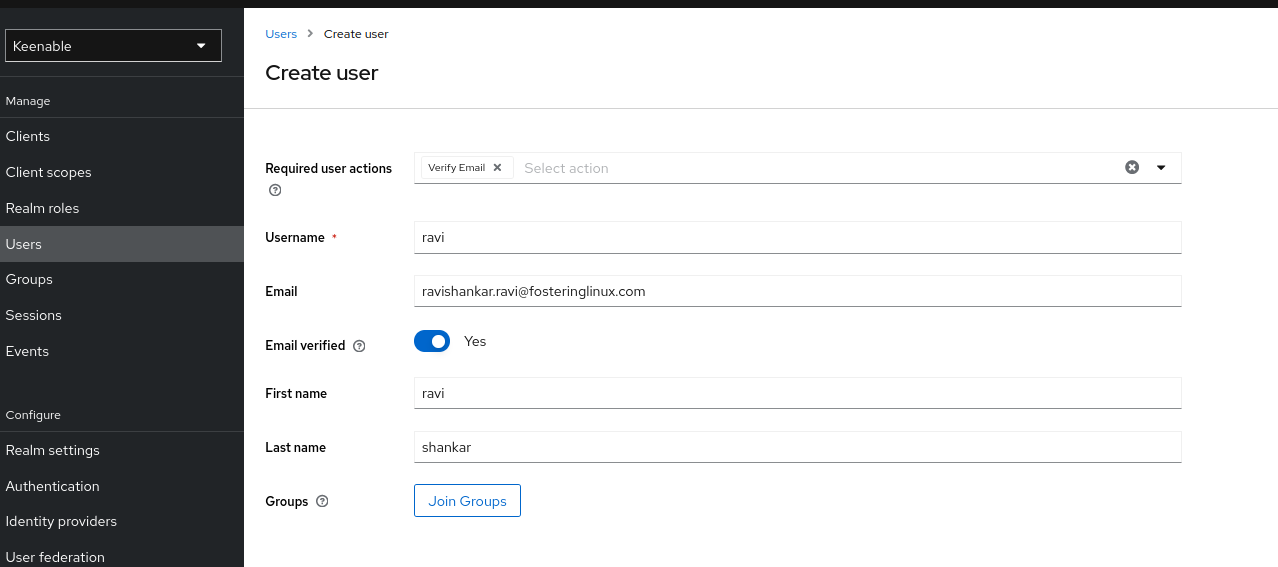 Keenable
Manage
Clients
Client scopes
Realm roles
Users
Groups
Sessions
Events
Configure
Realm settings
Authentication
Identity providers
User federation
Users > Create user
Create user
Required user actions
Verify Email Select action
Username *
ravi
Email
ravishankar.ravi@fosteringlinux.com
Email verified
Yes
First name
ravi
Last name
shankar
Groups
Join Groups